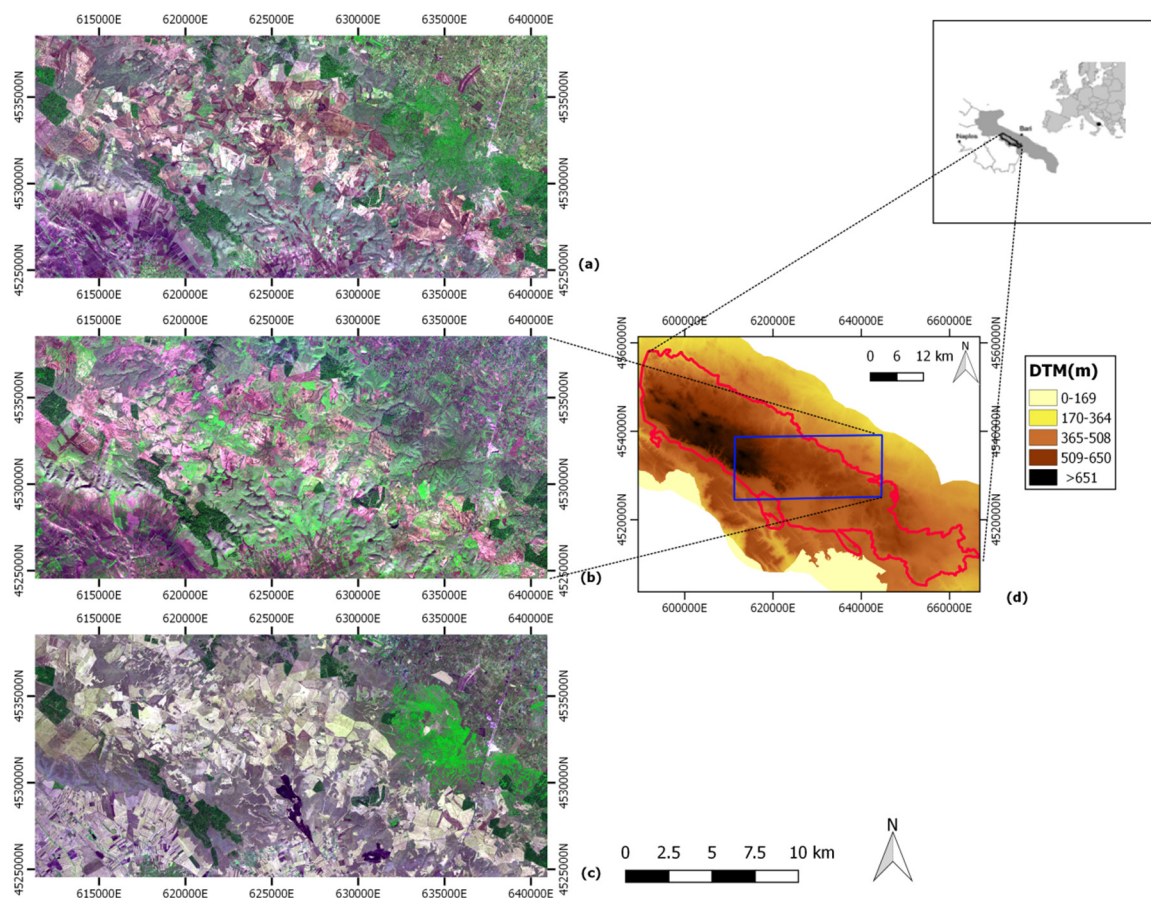 615000E 620000E 625000E 630000E 635000E 640000E
4535000N
4530000N
4525000N
4535000N
4530000N
4525000N
615000E 620000E 625000E 630000E 635000E 640000E
(a)
615000E 620000E 625000E 630000E 635000E 640000E
4535000N
4530000N
4525000N
4535000N
4530000N
4525000N
615000E 620000E 625000E 630000E 635000E 640000E
(b)
4535000N
4530000N
4525000N
4535000N
4530000N
4525000N
615000E 620000E 625000E 630000E 635000E 640000E
(c)
Naples
Bari
600000E 620000E 640000E 660000E
4560000N
4540000N
4520000N
4560000N
4540000N
4520000N
0 6 12 km
N
600000E 620000E 640000E 660000E
(d)
DTM(m)
0-169
170-364
365-508
509-650
>651
0 2.5 5 7.5 10 km
N